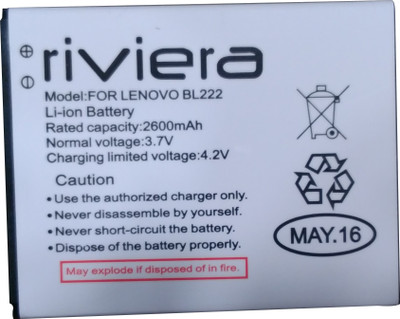 riviera
Model:FOR LENOVO BL222
Li-ion Battery
Rated capacity:2600mAh
Normal voltage:3.7V
Charging limited voltage:4.2V
CAUTION:
• Use the authorized charger only.
• Never disassemble by yourself.
• Never short-circuit the battery.
• Dispose of the battery properly.
MAY.16
May explode if disposed of in fire.